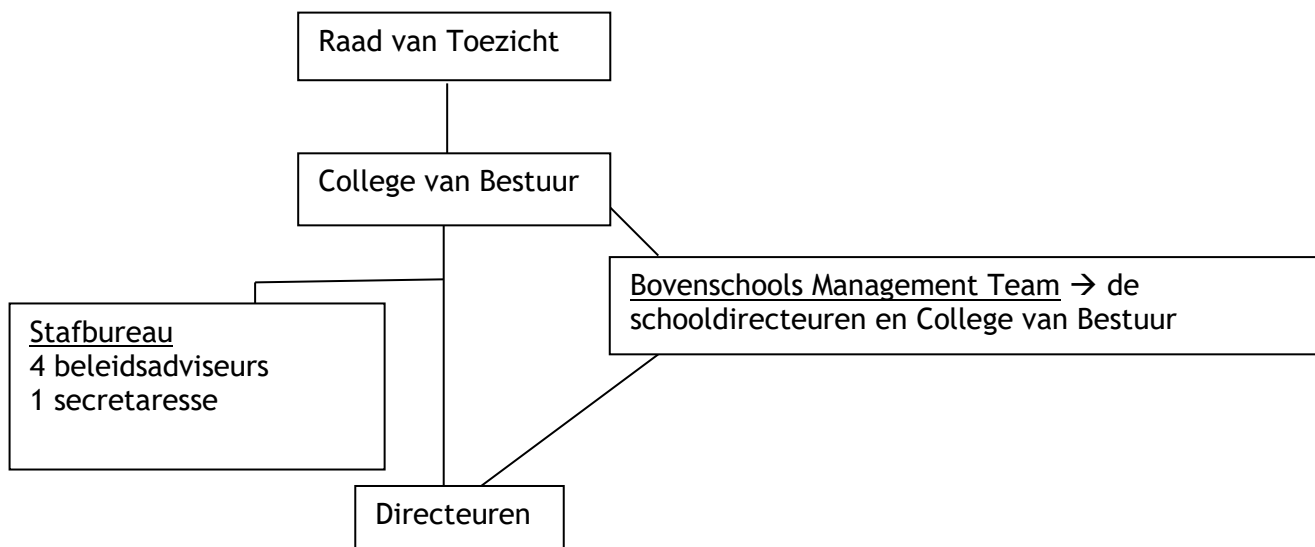 Raad van Toezicht
College van Bestuur
Bovenschools Management Team → de
schooldirecteuren en College van Bestuur
Stafbureau
4 beleidsadviseurs
1 secretaresse
Directeuren